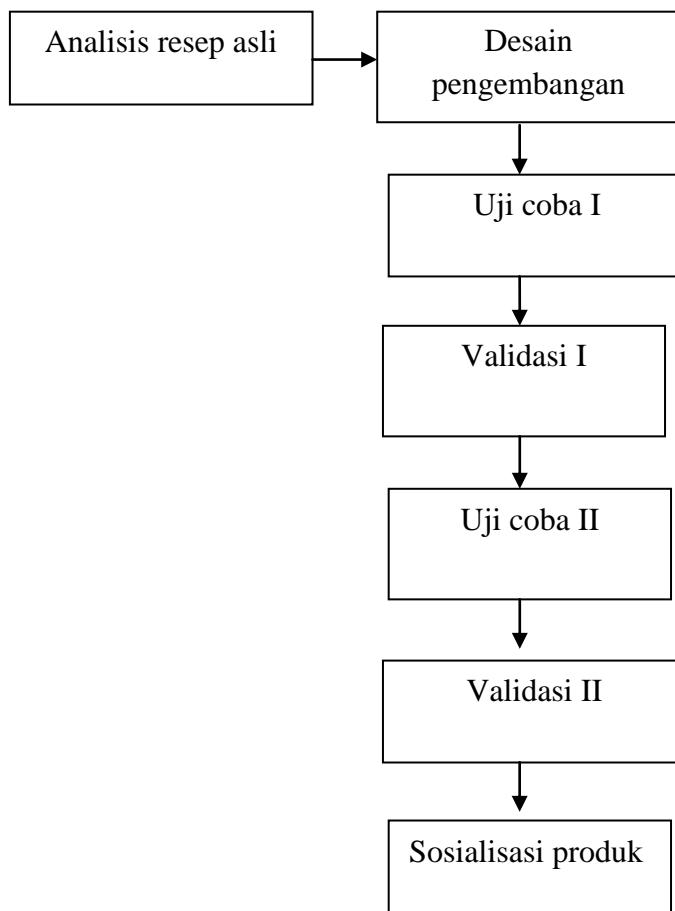 Analisis resep asli
Desain
pengembangan
Uji coba I
Validasi I
Uji coba II
Validasi II
Sosialisasi produk